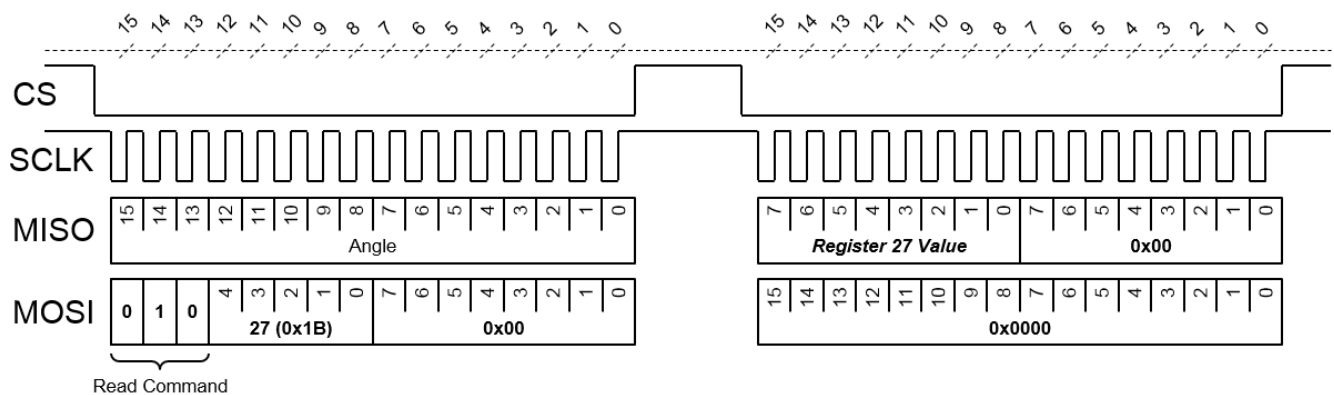 15 14 13 12 11 10 9 8 7 6 5 4 3 2 1 0 15 14 13 12 11 10 9 8 7 6 5 4 3 2 1 0
CS
SCLK
MISO
15 14 13 12 11 10 9 8 7 6 5 4 3 2 1 0 7 6 5 4 3 2 1 0 7 6 5 4 3 2 1 0
Angle Register 27 Value 0x00
MOSI
0 1 0 4 3 2 1 0 7 6 5 4 3 2 1 0 15 14 13 12 11 10 9 8 7 6 5 4 3 2 1 0
27 (0x1B) 0x00 0x0000
Read Command